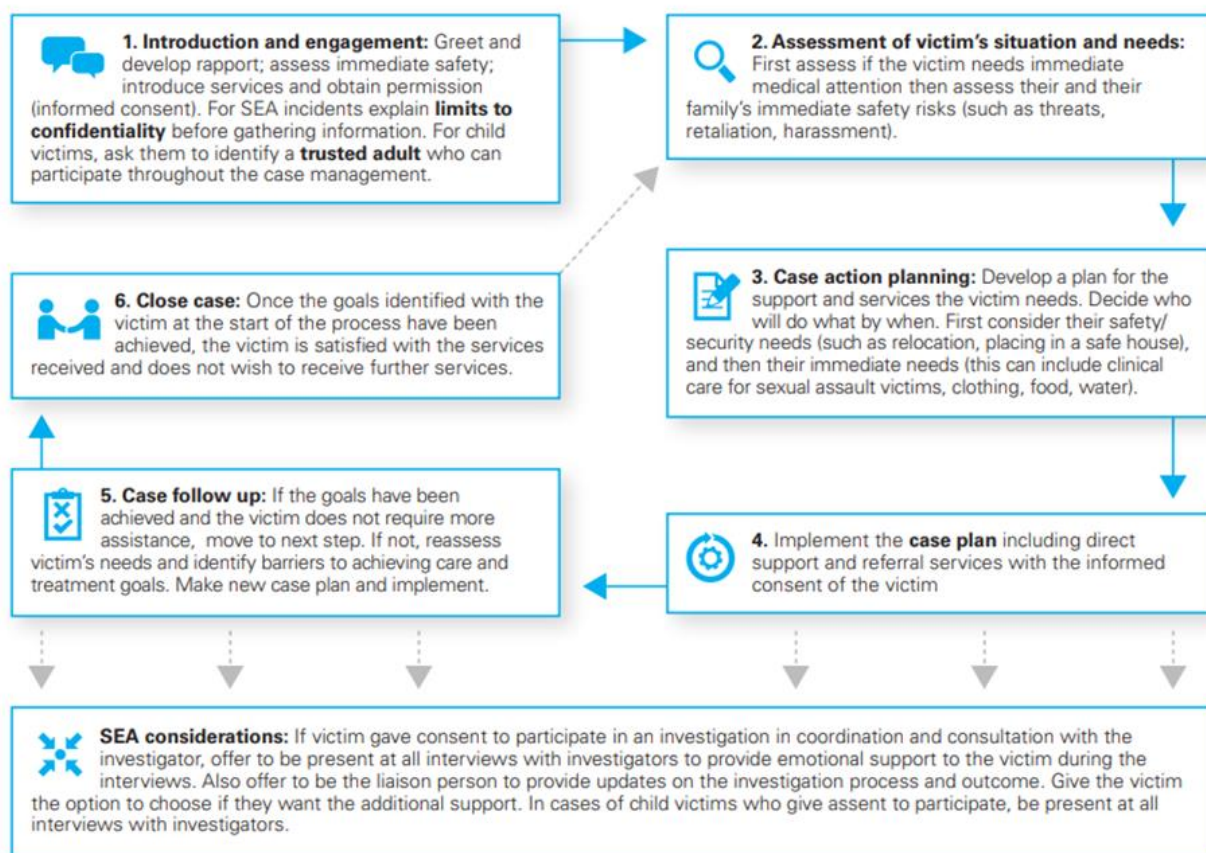 1. Introduction and engagement: Greet and
develop rapport; assess immediate safety;
introduce services and obtain permission
(informed consent). For SEA incidents explain limits to
confidentiality before gathering information. For child
victims, ask them to identify a trusted adult who can
participate throughout the case management.
2. Assessment of victim's situation and needs:
First assess if the victim needs immediate
medical attention then assess their and their
family's immediate safety risks (such as threats,
retaliation, harassment).
3. Case action planning: Develop a plan for the
support and services the victim needs. Decide who
will do what by when. First consider their safety/
security needs (such as relocation, placing in a safe house),
and then their immediate needs (this can include clinical
care for sexual assault victims, clothing, food, water).
4. Implement the case plan including direct
support and referral services with the informed
consent of the victim
5. Case follow up: If the goals have been
achieved and the victim does not require more
assistance, move to next step. If not, reassess
victim's needs and identify barriers to achieving care and
treatment goals. Make new case plan and implement.
6. Close case: Once the goals identified with the
victim at the start of the process have been
achieved, the victim is satisfied with the services
received and does not wish to receive further services.
SEA considerations: If victim gave consent to participate in an investigation in coordination and consultation with the
investigator, offer to be present at all interviews with investigators to provide emotional support to the victim during the
interviews. Also offer to be the liaison person to provide updates on the investigation process and outcome. Give the victim
the option to choose if they want the additional support. In cases of child victims who give assent to participate, be present at all
interviews with investigators.